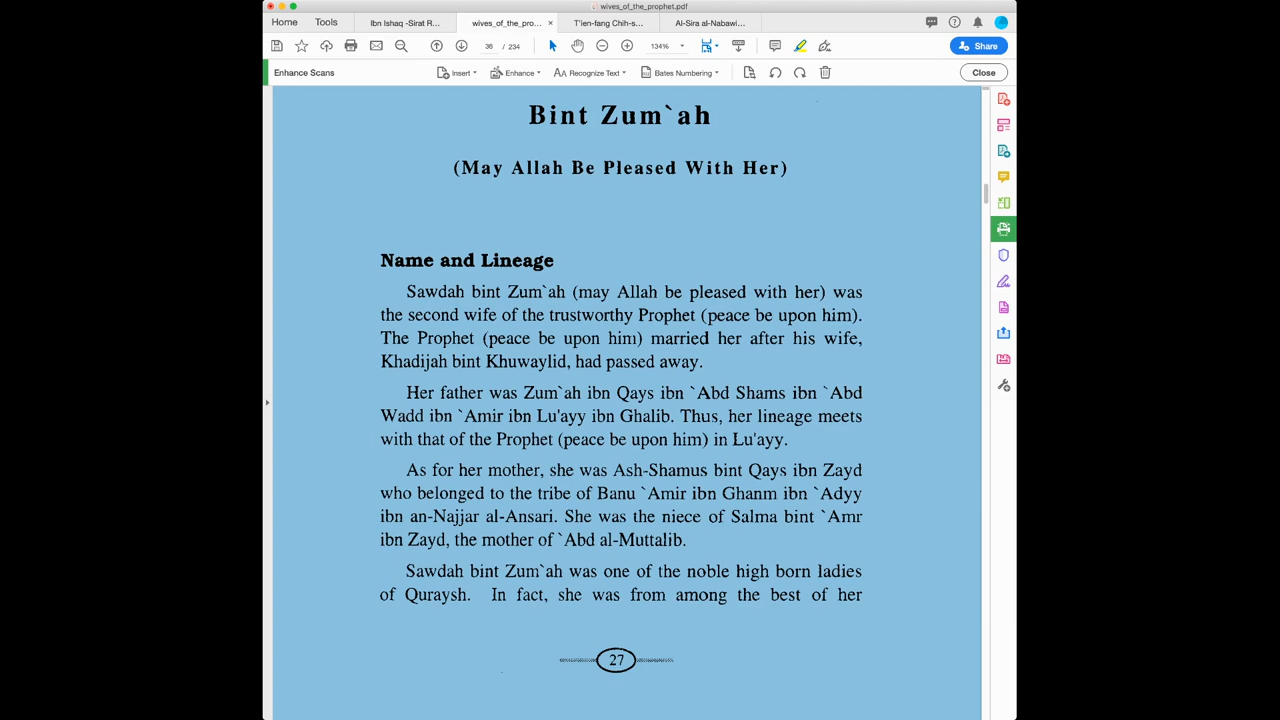 wives_of_the_prophet.pdf
Home Tools Ibn Ishaq -Sirat R... wives_of_the_pro... × T'ien-fang Chih-s... Al-Sira al-Nabawi...
36 / 234 134% Share
Enhance Scans Insert Enhance Recognize Text Bates Numbering Close
Bint Zum`ah
(May Allah Be Pleased With Her)
Name and Lineage
Sawdah bint Zum`ah (may Allah be pleased with her) was
the second wife of the trustworthy Prophet (peace be upon him).
The Prophet (peace be upon him) married her after his wife,
Khadijah bint Khuwaylid, had passed away.
Her father was Zum`ah ibn Qays ibn `Abd Shams ibn `Abd
Wadd ibn `Amir ibn Lu'ayy ibn Ghalib. Thus, her lineage meets
with that of the Prophet (peace be upon him) in Lu'ayy.
As for her mother, she was Ash-Shamus bint Qays ibn Zayd
who belonged to the tribe of Banu `Amir ibn Ghanm ibn `Adyy
ibn an-Najjar al-Ansari. She was the niece of Salma bint `Amr
ibn Zayd, the mother of `Abd al-Muttalib.
Sawdah bint Zum`ah was one of the noble high born ladies
of Quraysh. In fact, she was from among the best of her
27